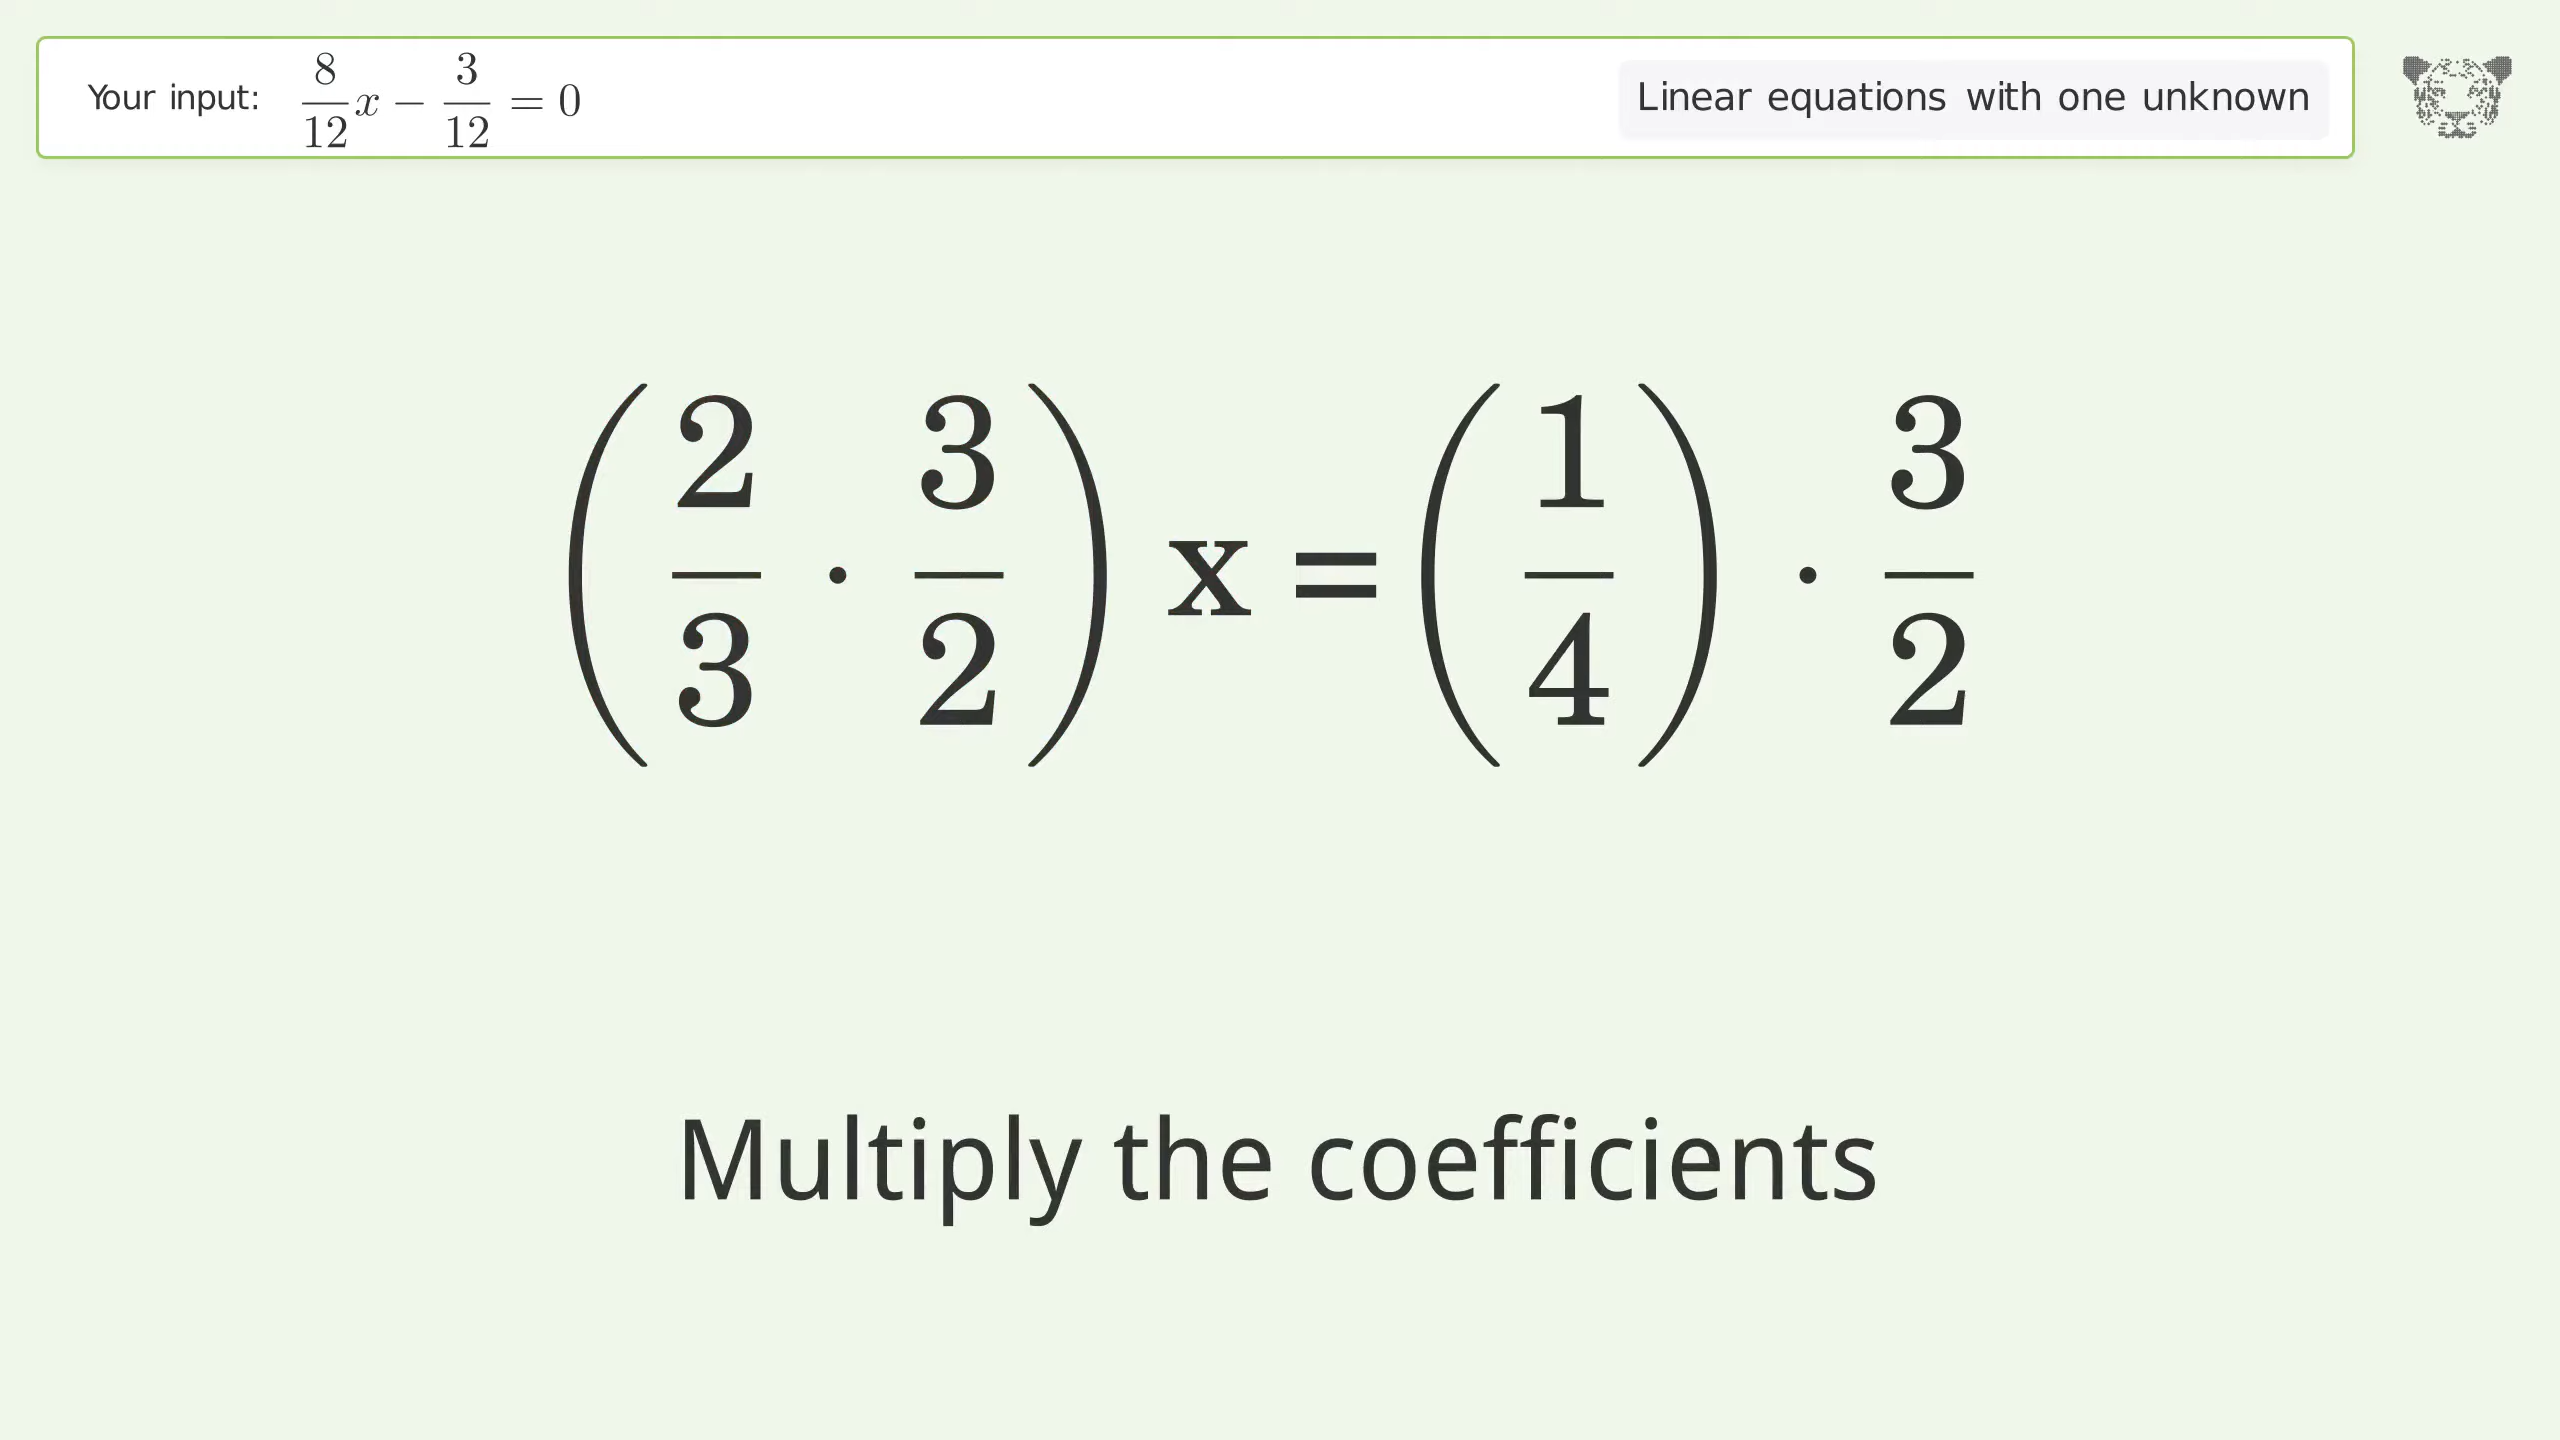 Your input: 8/12 x − 3/12 = 0
Linear equations with one unknown
(2/3 · 3/2) x = (1/4) · 3/2
Multiply the coefficients